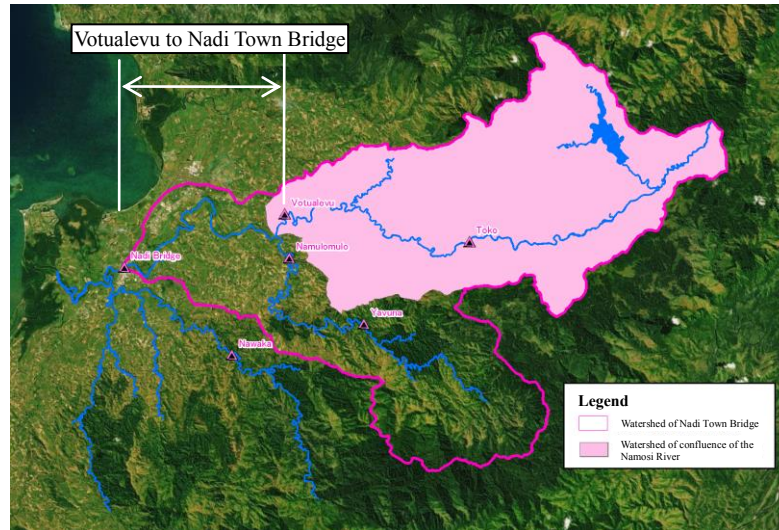 Votualevu to Nadi Town Bridge
Votualevu
Toko
Namulomulo
Nadi Bridge
Yavuna
Nawaka
Legend
Watershed of Nadi Town Bridge
Watershed of confluence of the
Namosi River